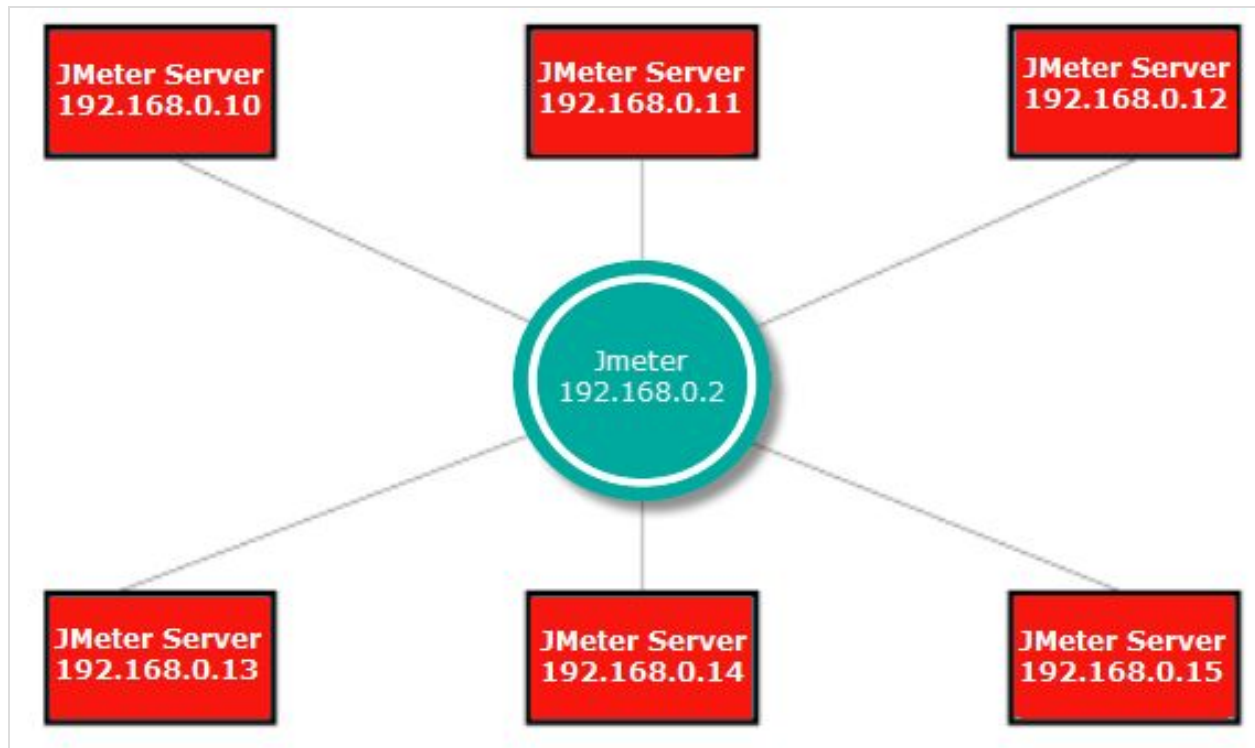 JMeter Server
192.168.0.10
JMeter Server
192.168.0.11
JMeter Server
192.168.0.12
Jmeter
192.168.0.2
JMeter Server
192.168.0.13
JMeter Server
192.168.0.14
JMeter Server
192.168.0.15